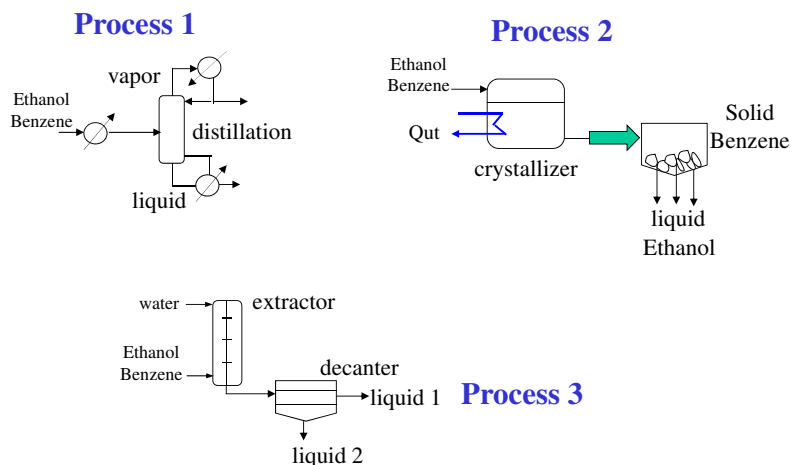 Process 1
vapor
Ethanol
Benzene
distillation
liquid
Process 2
Ethanol
Benzene
Qut
crystallizer
Solid
Benzene
liquid
Ethanol
water
extractor
Ethanol
Benzene
decanter
liquid 1
liquid 2
Process 3